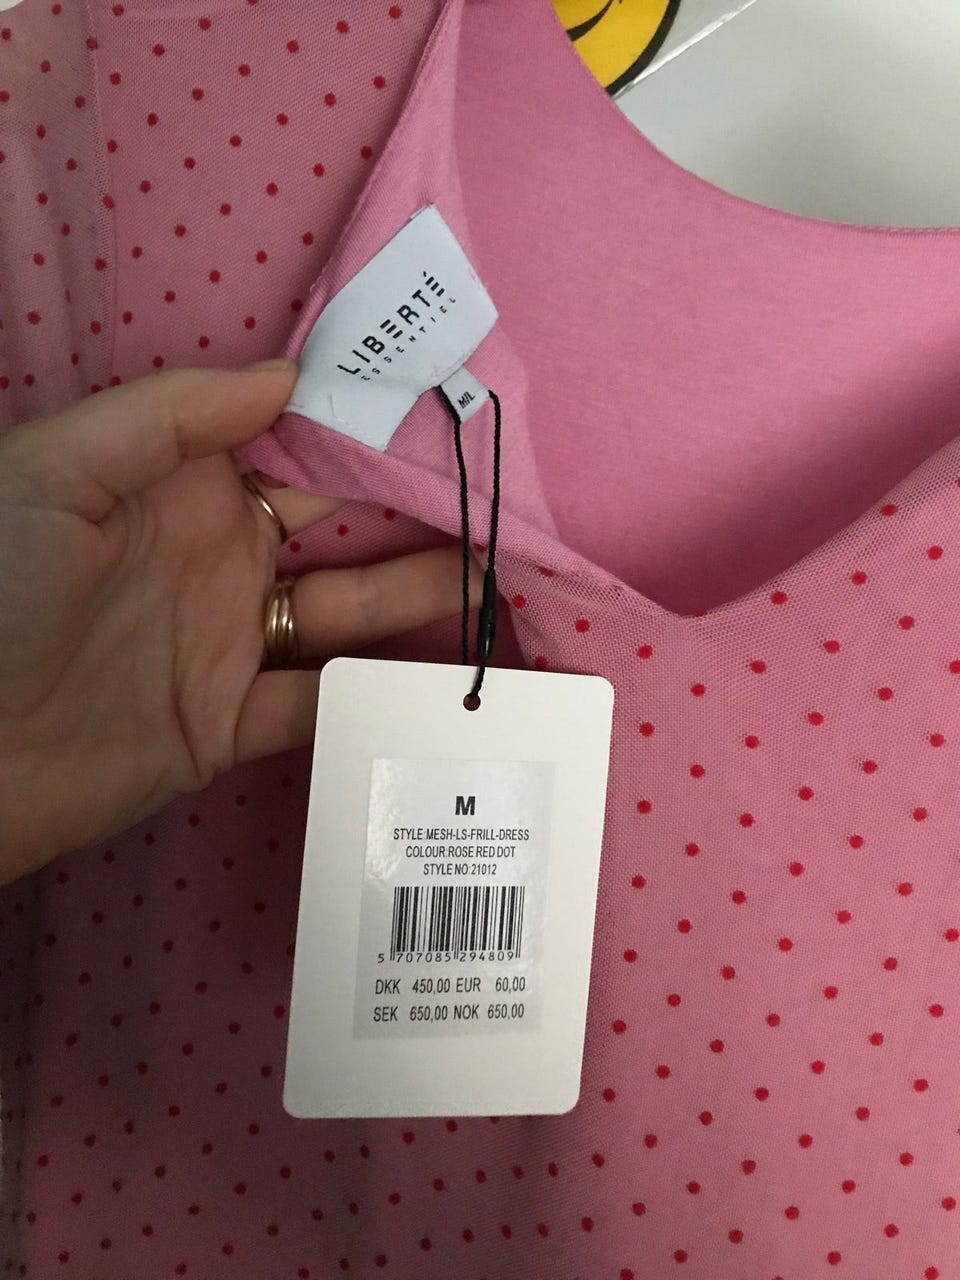 LIBERTÉ
ESSENTIEL
M/L
M
STYLE:MESH-LS-FRILL-DRESS
COLOUR:ROSE RED DOT
STYLE NO:21012
5 707085 294809
DKK 450,00 EUR 60,00
SEK 650,00 NOK 650,00